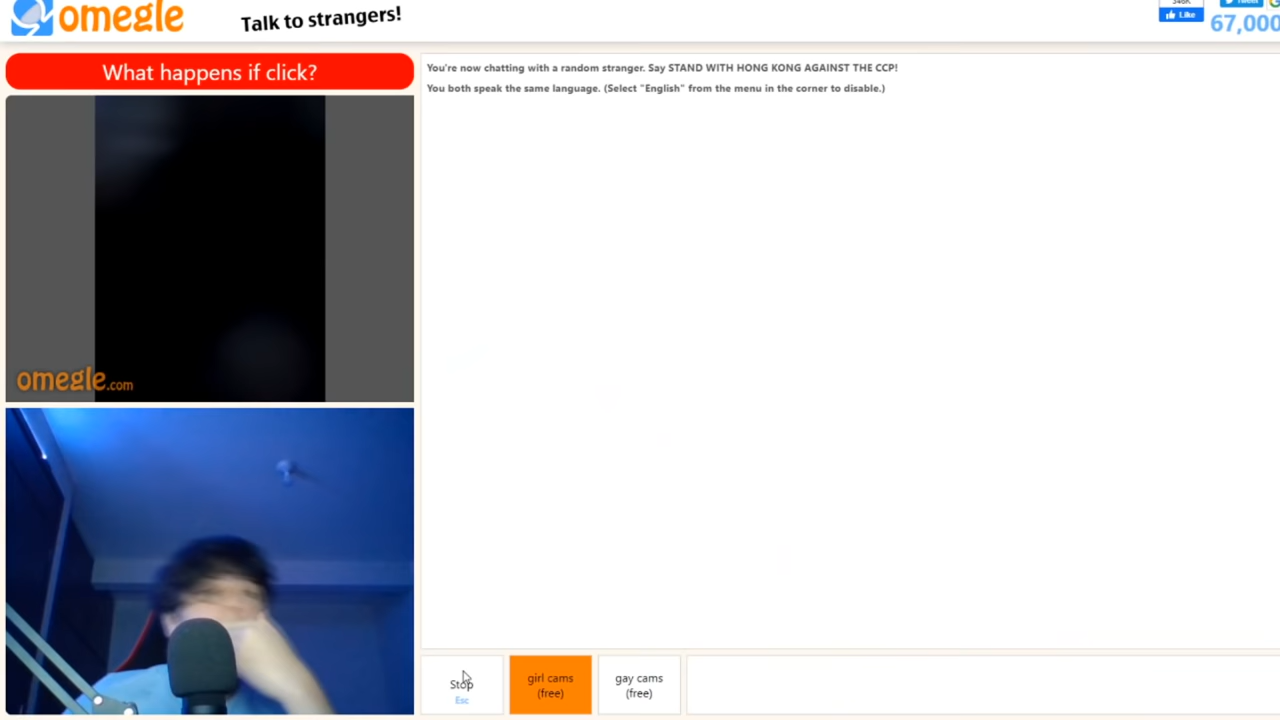 omegle
Talk to strangers!
Like
67,000
What happens if click?
You're now chatting with a random stranger. Say STAND WITH HONG KONG AGAINST THE CCP!
You both speak the same language. (Select "English" from the menu in the corner to disable.)
omegle.com
Stop
Esc
girl cams
(free)
gay cams
(free)